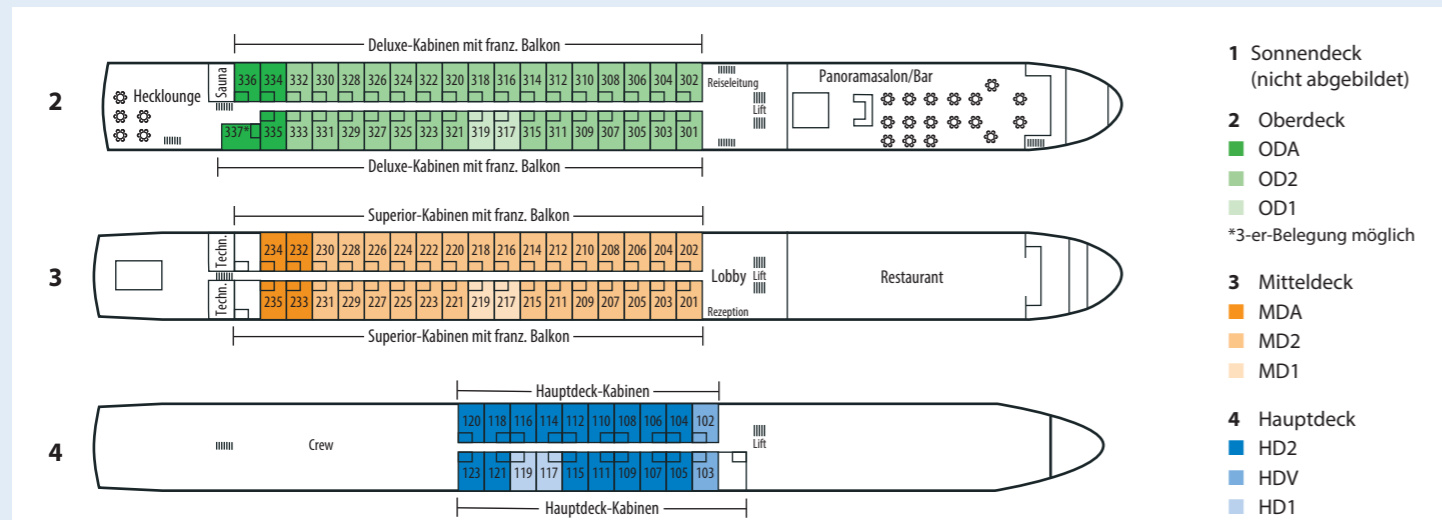 Deluxe-Kabinen mit franz. Balkon
2
Hecklounge
Sauna
336 334 332 330 328 326 324 322 320 318 316 314 312 310 308 306 304 302
Reiseleitung
Lift
Panoramasalon/Bar
337* 335 333 331 329 327 325 323 321 319 317 315 311 309 307 305 303 301
Deluxe-Kabinen mit franz. Balkon
Superior-Kabinen mit franz. Balkon
3
Techn.
234 232 230 228 226 224 222 220 218 216 214 212 210 208 206 204 202
Lobby
Lift
Restaurant
Techn.
235 233 231 229 227 225 223 221 219 217 215 211 209 207 205 203 201
Rezeption
Superior-Kabinen mit franz. Balkon
Hauptdeck-Kabinen
4
Crew
120 118 116 114 112 110 108 106 104 102
Lift
123 121 119 117 115 111 109 107 105 103
Hauptdeck-Kabinen
1 Sonnendeck
(nicht abgebildet)
2 Oberdeck
ODA
OD2
OD1
*3-er-Belegung möglich
3 Mitteldeck
MDA
MD2
MD1
4 Hauptdeck
HD2
HDV
HD1